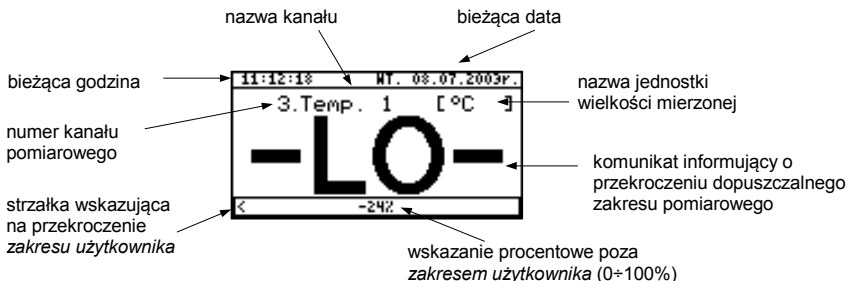 nazwa kanału
bieżąca data
bieżąca godzina
11:12:18 WT. 08.07.2003r.
nazwa jednostki
wielkości mierzonej
3.Temp. 1 [ºC ]
numer kanału
pomiarowego
-LO-
komunikat informujący o
przekroczeniu dopuszczalnego
zakresu pomiarowego
strzałka wskazująca
na przekroczenie
zakresu użytkownika
< -24%
wskazanie procentowe poza
zakresem użytkownika (0÷100%)